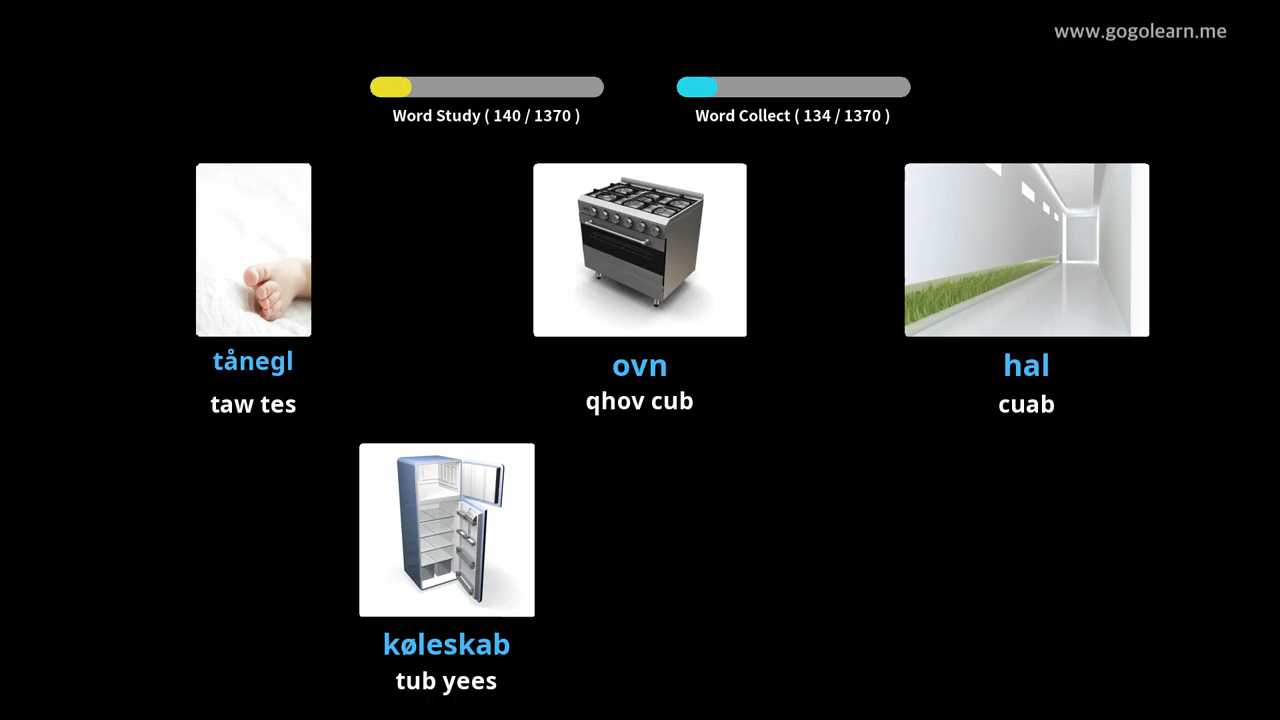 www.gogolearn.me
Word Study ( 140 / 1370 )
Word Collect ( 134 / 1370 )
tånegl
taw tes
ovn
qhov cub
hal
cuab
køleskab
tub yees